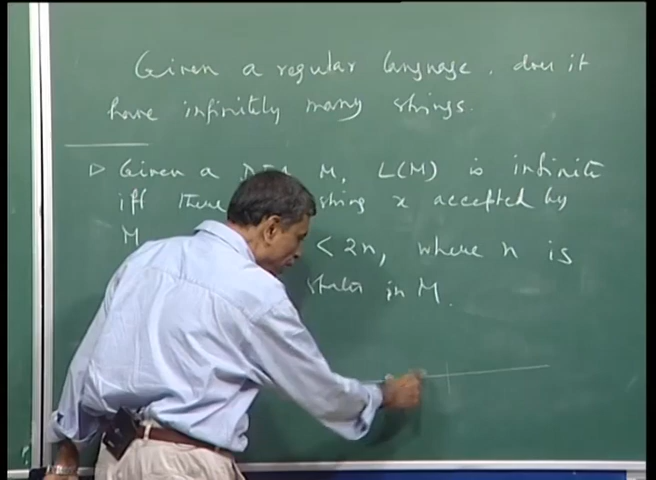 Given a regular language, does it
have infinitely many strings.
▷ Given a DFA M, L(M) is infinite
iff there string x accepted by
M < 2n, where n is
states in M.